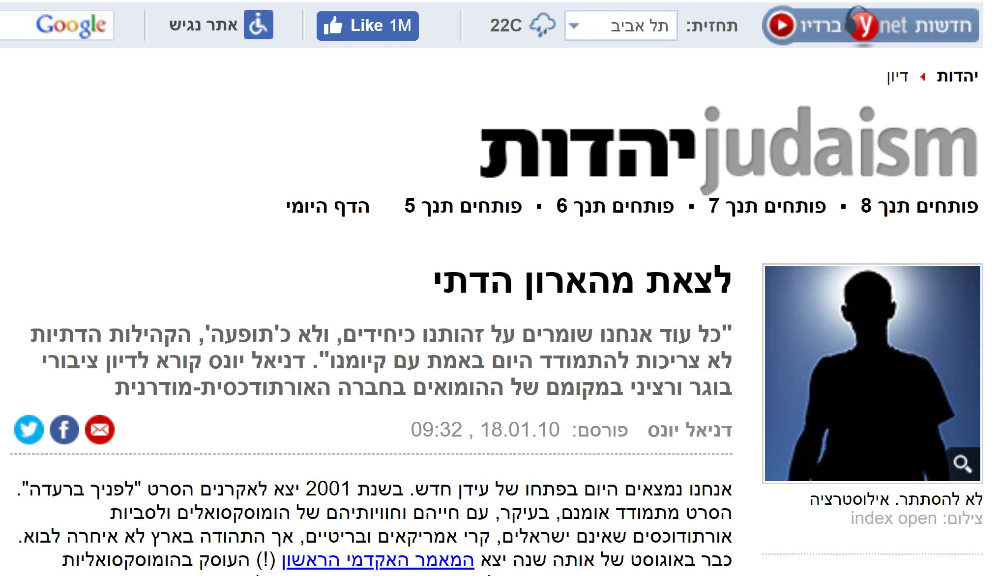 חדשות ynet ברדיו
תחזית: תל אביב 22C
Like 1M
אתר נגיש
Google
יהדות דיון
judaism יהדות
פותחים תנך 8 ▪ פותחים תנך 7 ▪ פותחים תנך 6 ▪ פותחים תנך 5 הדף היומי
לצאת מהארון הדתי
"כל עוד אנחנו שומרים על זהותנו כיחידים, ולא כ'תופעה', הקהילות הדתיות
לא צריכות להתמודד היום באמת עם קיומנו". דניאל יונס קורא לדיון ציבורי
בוגר ורציני במקומם של ההומואים בחברה האורתודכסית-מודרנית
דניאל יונס פורסם: 18.01.10 , 09:32
אנחנו נמצאים היום בפתחו של עידן חדש. בשנת 2001 יצא לאקרנים הסרט "לפניך ברעדה".
הסרט מתמודד אומנם, בעיקר, עם חייהם וחוויותיהם של הומוסקסואלים ולסביות
אורתודוכסים שאינם ישראלים, קרי אמריקאים ובריטיים, אך התהודה בארץ לא איחרה לבוא.
כבר באוגוסט של אותה שנה יצא המאמר האקדמי הראשון (!) העוסק בהומוסקסואליות
לא להסתתר. אילוסטרציה
צילום: index open